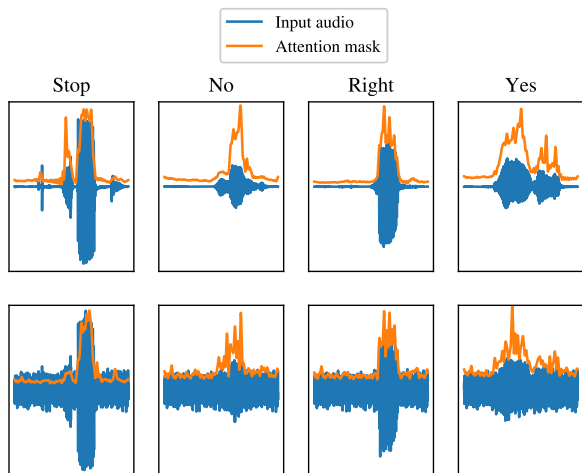 Input audio
Attention mask
Stop No Right Yes